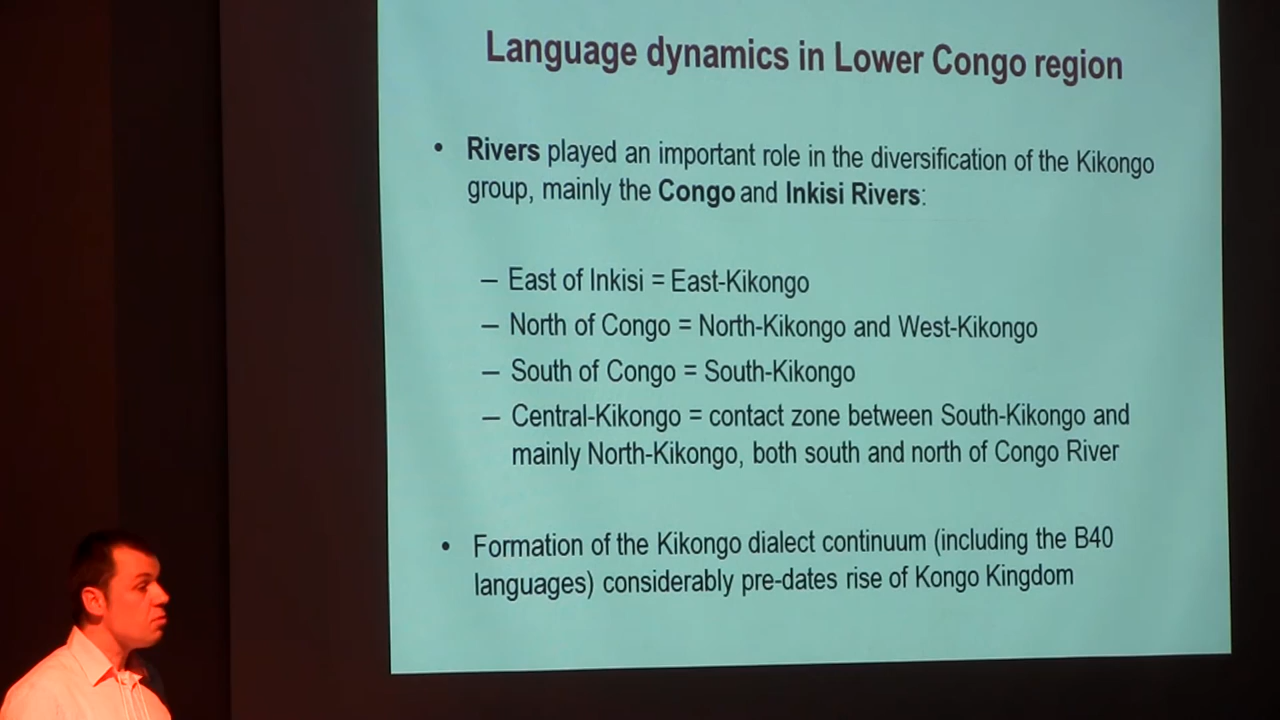 Language dynamics in Lower Congo region
• Rivers played an important role in the diversification of the Kikongo
group, mainly the Congo and Inkisi Rivers:
– East of Inkisi = East-Kikongo
– North of Congo = North-Kikongo and West-Kikongo
– South of Congo = South-Kikongo
– Central-Kikongo = contact zone between South-Kikongo and
mainly North-Kikongo, both south and north of Congo River
• Formation of the Kikongo dialect continuum (including the B40
languages) considerably pre-dates rise of Kongo Kingdom